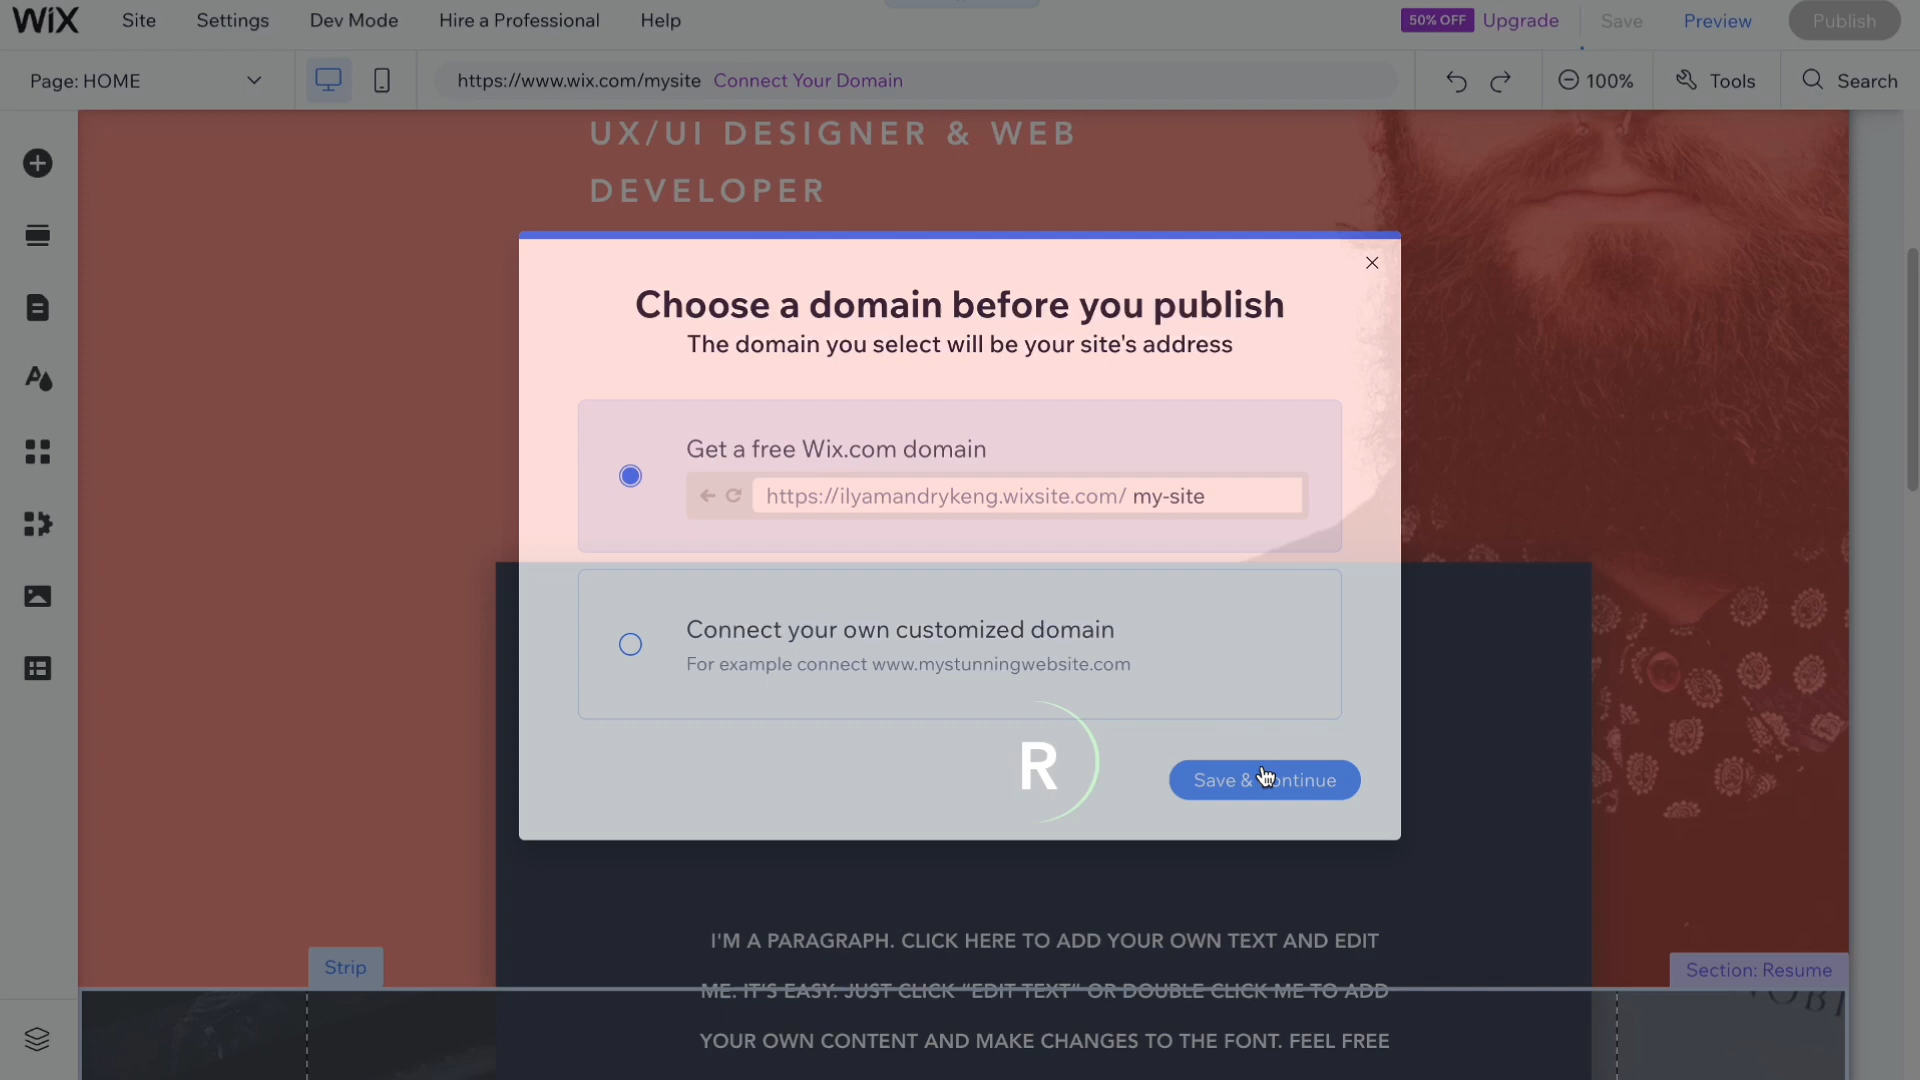 WiX Site Settings Dev Mode Hire a Professional Help 50% OFF Upgrade Save Preview Publish
Page: HOME https://www.wix.com/mysite Connect Your Domain 100% Tools Search
UX/UI DESIGNER & WEB
DEVELOPER
Choose a domain before you publish
The domain you select will be your site's address
Get a free Wix.com domain
https://ilyamandrykeng.wixsite.com/ my-site
Connect your own customized domain
For example connect www.mystunningwebsite.com
R
Save & Continue
I'M A PARAGRAPH. CLICK HERE TO ADD YOUR OWN TEXT AND EDIT
Strip
Section: Resume
ME. IT'S EASY. JUST CLICK “EDIT TEXT” OR DOUBLE CLICK ME TO ADD
YOUR OWN CONTENT AND MAKE CHANGES TO THE FONT. FEEL FREE